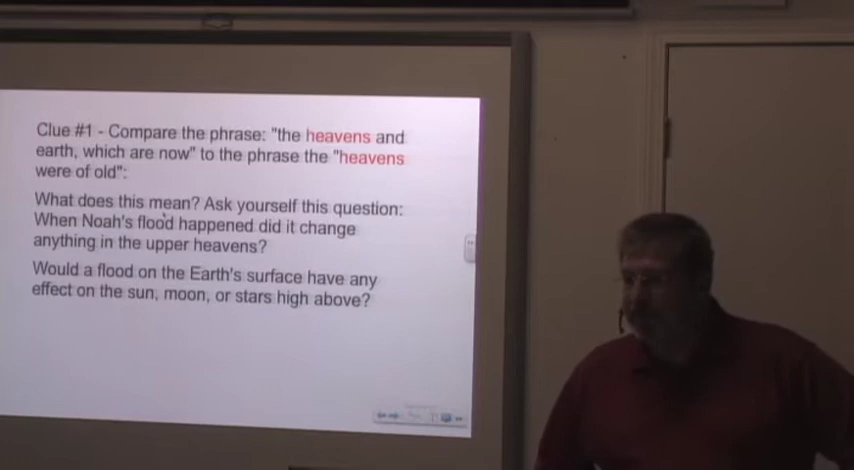 Clue #1 - Compare the phrase: "the heavens and
earth, which are now" to the phrase the "heavens
were of old":
What does this mean? Ask yourself this question:
When Noah's flood happened did it change
anything in the upper heavens?
Would a flood on the Earth's surface have any
effect on the sun, moon, or stars high above?